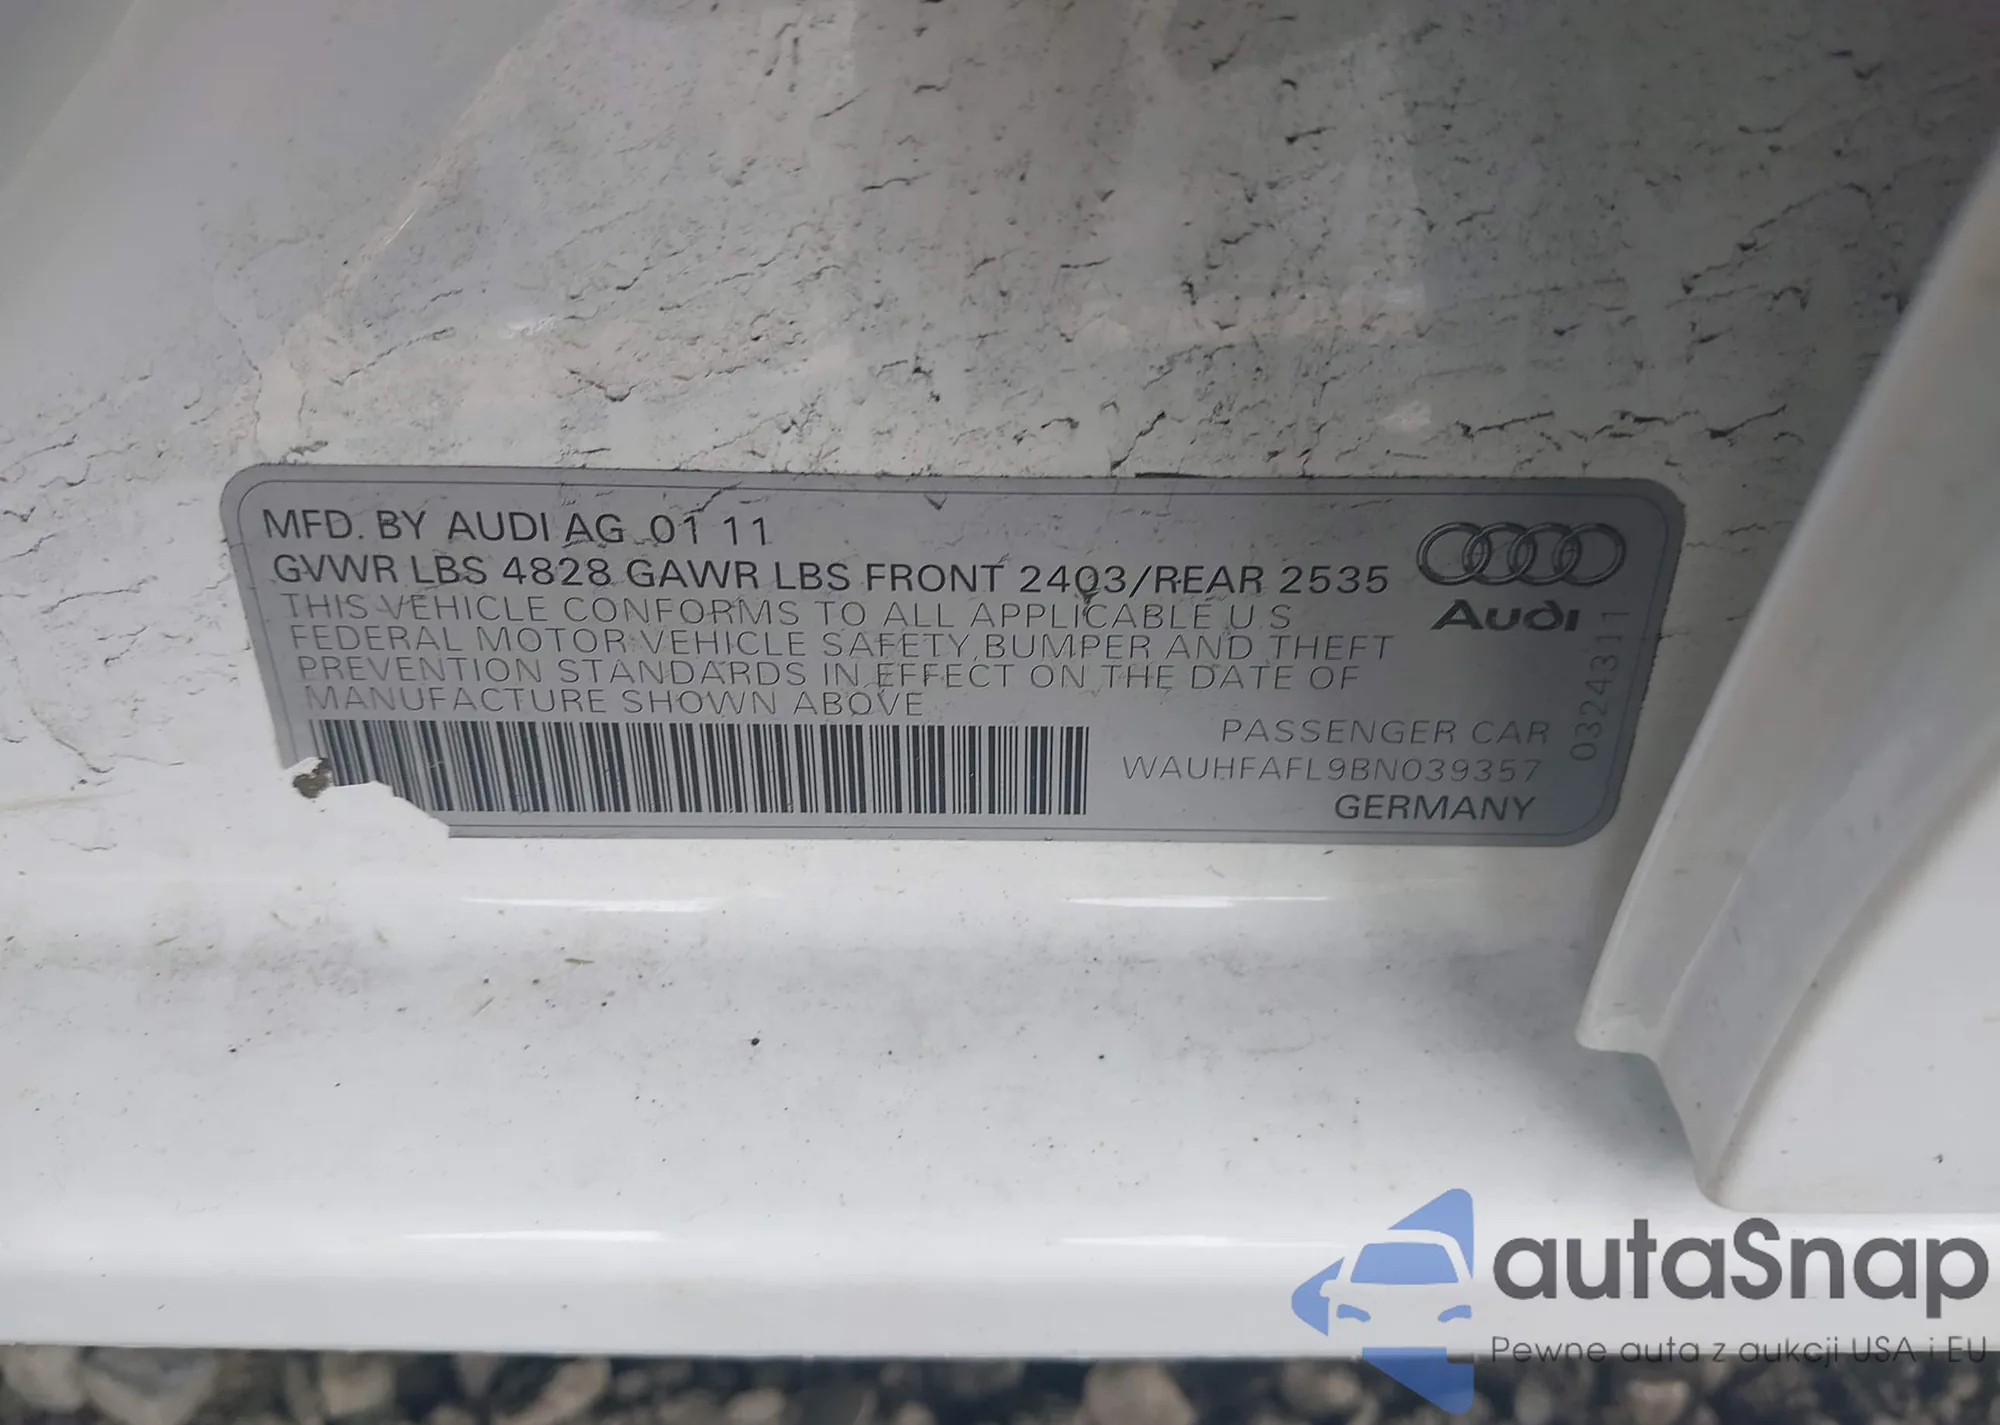 MFD. BY AUDI AG 01 11
GVWR LBS 4828 GAWR LBS FRONT 2403/REAR 2535
THIS VEHICLE CONFORMS TO ALL APPLICABLE U S
FEDERAL MOTOR VEHICLE SAFETY, BUMPER AND THEFT
PREVENTION STANDARDS IN EFFECT ON THE DATE OF
MANUFACTURE SHOWN ABOVE
Audi
0324311
PASSENGER CAR
WAUHFAFL9BN039357
GERMANY
autaSnap
Pewne auta z aukcji USA i EU